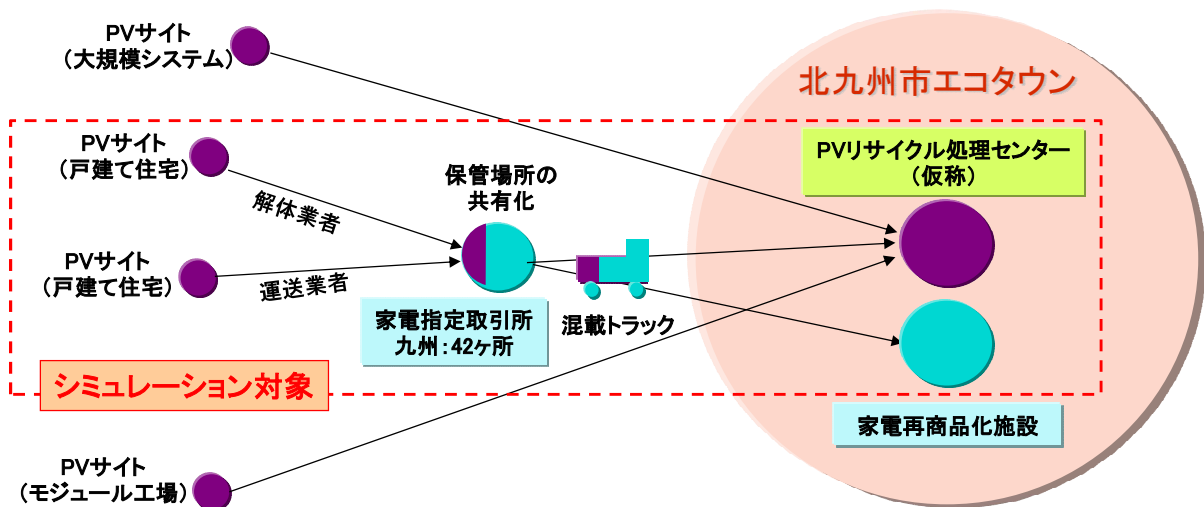 PVサイト
（大規模システム）
北九州市エコタウン
PVサイト
（戸建て住宅）
解体業者
保管場所の
共有化
PVリサイクル処理センター
（仮称）
PVサイト
（戸建て住宅）
運送業者
家電指定取引所
九州：42ヶ所
混載トラック
シミュレーション対象
家電再商品化施設
PVサイト
（モジュール工場）